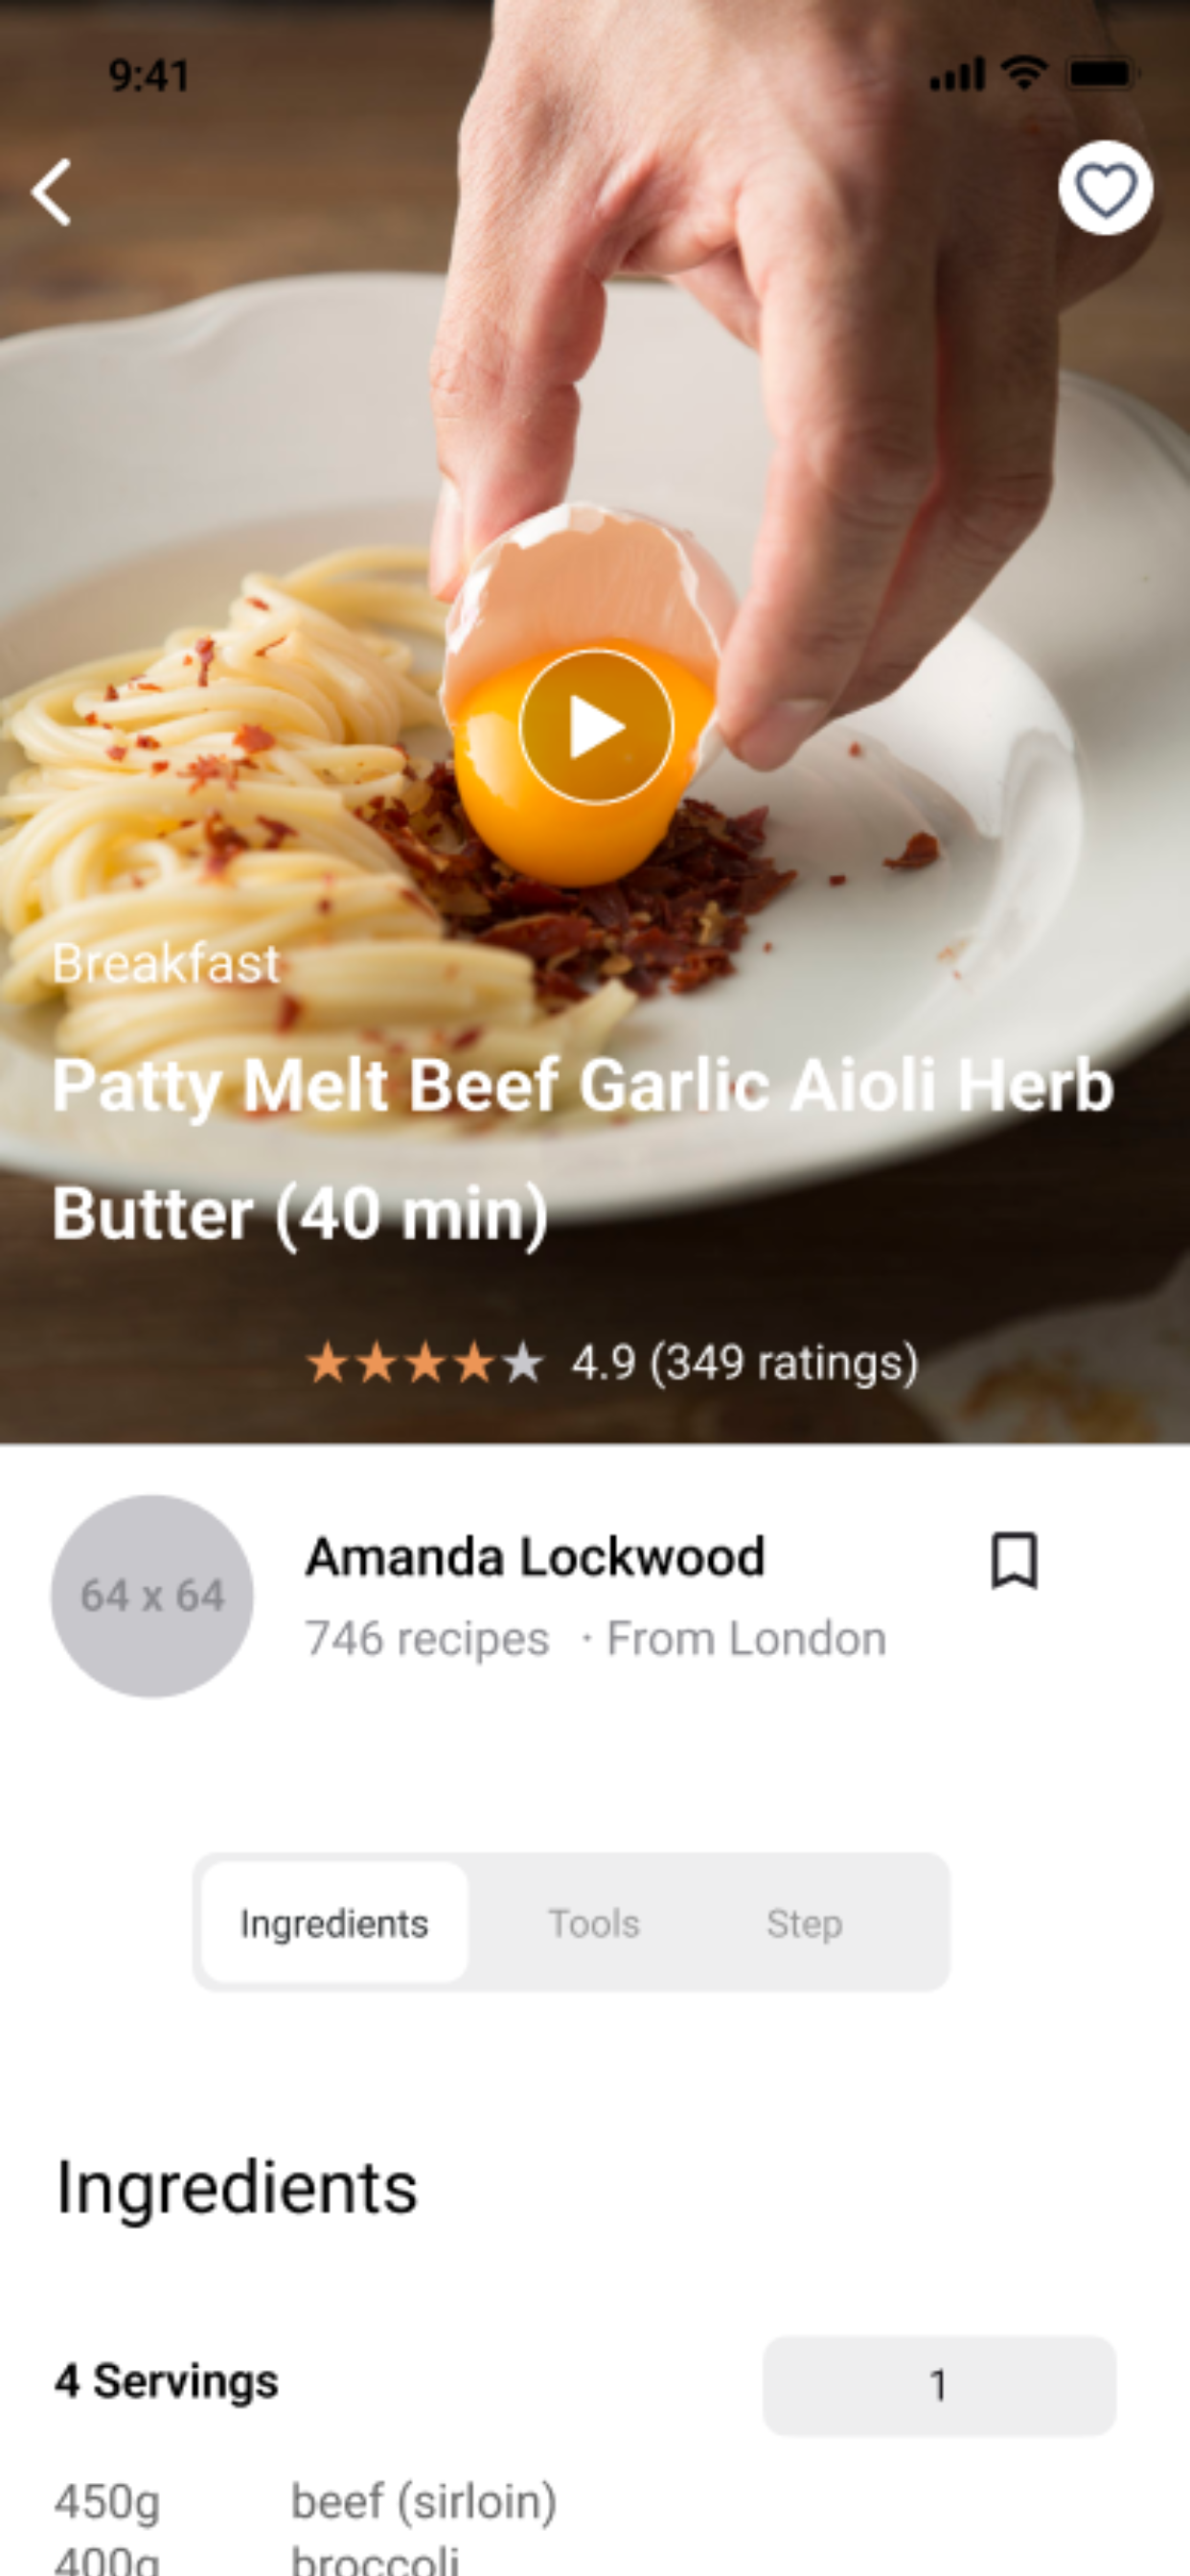 9:41
Breakfast
Patty Melt Beef Garlic Aioli Herb
Butter (40 min)
4.9 (349 ratings)
64 x 64
Amanda Lockwood
746 recipes · From London
Ingredients Tools Step
Ingredients
4 Servings 1
450g beef (sirloin)
400g broccoli